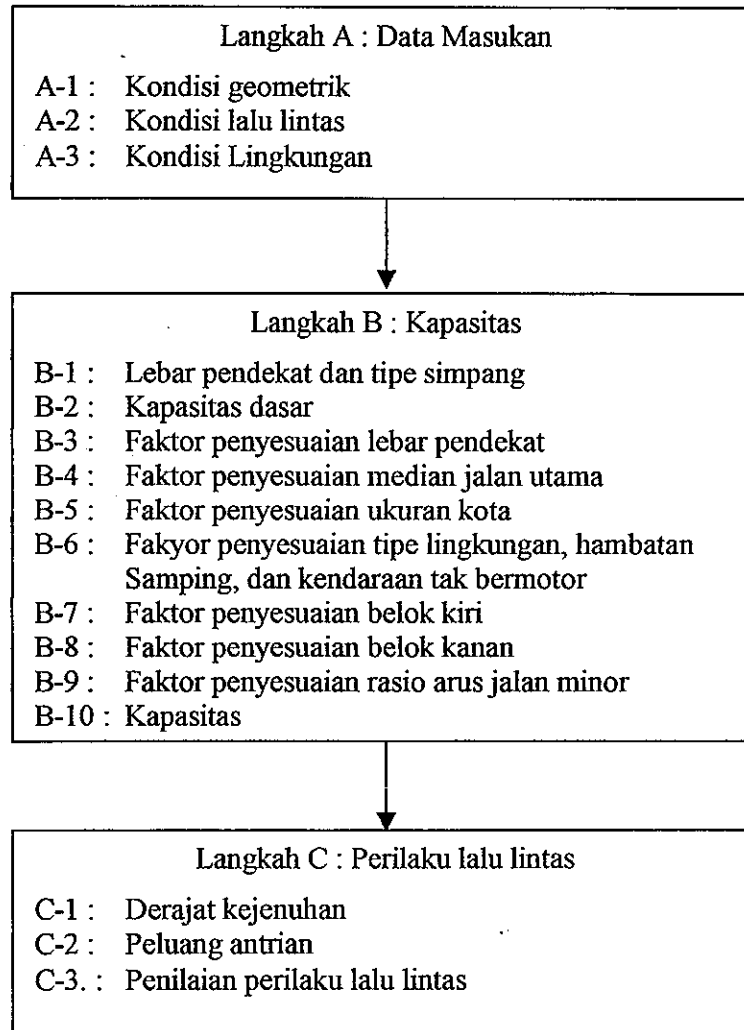 Langkah A : Data Masukan
A-1 : Kondisi geometrik
A-2 : Kondisi lalu lintas
A-3 : Kondisi Lingkungan
Langkah B : Kapasitas
B-1 : Lebar pendekat dan tipe simpang
B-2 : Kapasitas dasar
B-3 : Faktor penyesuaian lebar pendekat
B-4 : Faktor penyesuaian median jalan utama
B-5 : Faktor penyesuaian ukuran kota
B-6 : Fakyor penyesuaian tipe lingkungan, hambatan
Samping, dan kendaraan tak bermotor
B-7 : Faktor penyesuaian belok kiri
B-8 : Faktor penyesuaian belok kanan
B-9 : Faktor penyesuaian rasio arus jalan minor
B-10 : Kapasitas
Langkah C : Perilaku lalu lintas
C-1 : Derajat kejenuhan
C-2 : Peluang antrian
C-3. : Penilaian perilaku lalu lintas